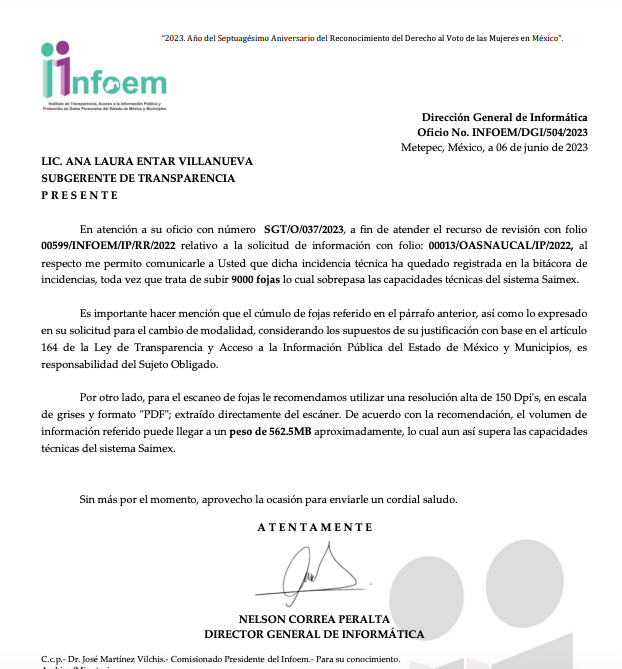 "2023. Año del Septuagésimo Aniversario del Reconocimiento del Derecho al Voto de las Mujeres en México".
infoem
Instituto de Transparencia, Acceso a la Información Pública y
Protección de Datos Personales del Estado de México y Municipios
Dirección General de Informática
Oficio No. INFOEM/DGI/504/2023
Metepec, México, a 06 de junio de 2023
LIC. ANA LAURA ENTAR VILLANUEVA
SUBGERENTE DE TRANSPARENCIA
P R E S E N T E
En atención a su oficio con número SGT/O/037/2023, a fin de atender el recurso de revisión con folio
00599/INFOEM/IP/RR/2022 relativo a la solicitud de información con folio: 00013/OASNAUCAL/IP/2022, al
respecto me permito comunicarle a Usted que dicha incidencia técnica ha quedado registrada en la bitácora de
incidencias, toda vez que trata de subir 9000 fojas lo cual sobrepasa las capacidades técnicas del sistema Saimex.
Es importante hacer mención que el cúmulo de fojas referido en el párrafo anterior, así como lo expresado
en su solicitud para el cambio de modalidad, considerando los supuestos de su justificación con base en el artículo
164 de la Ley de Transparencia y Acceso a la Información Pública del Estado de México y Municipios, es
responsabilidad del Sujeto Obligado.
Por otro lado, para el escaneo de fojas le recomendamos utilizar una resolución alta de 150 Dpi's, en escala
de grises y formato "PDF"; extraído directamente del escáner. De acuerdo con la recomendación, el volumen de
información referido puede llegar a un peso de 562.5MB aproximadamente, lo cual aun así supera las capacidades
técnicas del sistema Saimex.
Sin más por el momento, aprovecho la ocasión para enviarle un cordial saludo.
A T E N T A M E N T E
NELSON CORREA PERALTA
DIRECTOR GENERAL DE INFORMÁTICA
C.c.p.- Dr. José Martínez Vilchis.- Comisionado Presidente del Infoem.- Para su conocimiento.